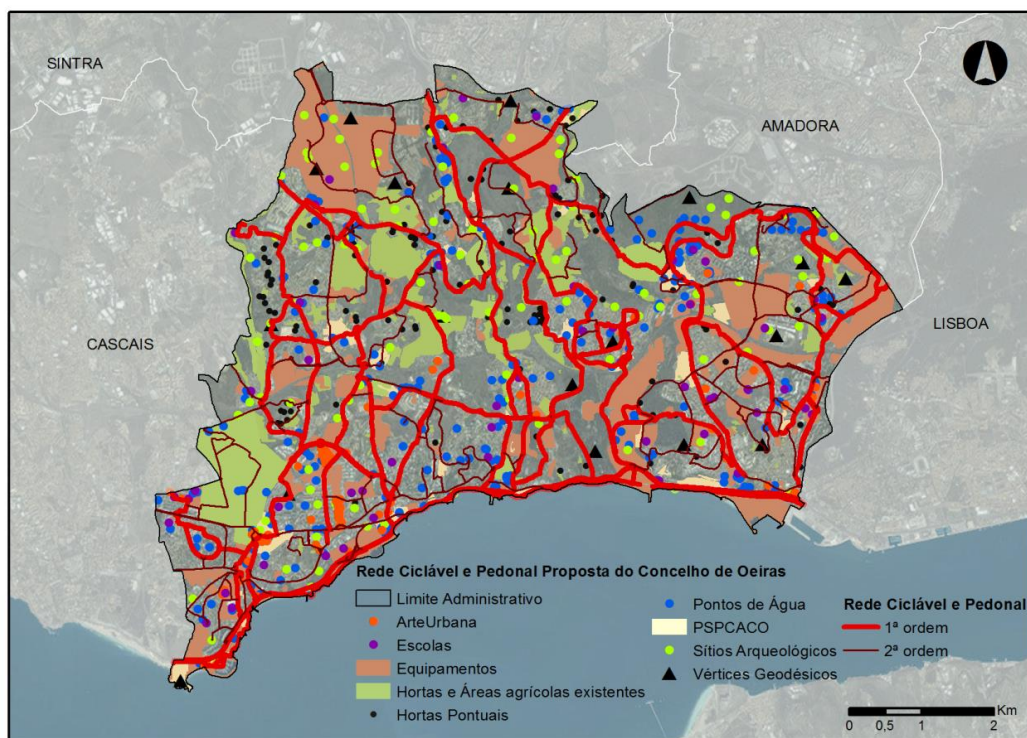 SINTRA
AMADORA
CASCAIS
LISBOA
Rede Ciclável e Pedonal Proposta do Concelho de Oeiras
Limite Administrativo
ArteUrbana
Escolas
Equipamentos
Hortas e Áreas agrícolas existentes
Hortas Pontuais
Pontos de Água
PSPCACO
Sítios Arqueológicos
Vértices Geodésicos
Rede Ciclável e Pedonal
1ª ordem
2ª ordem
Km
0 0,5 1 2